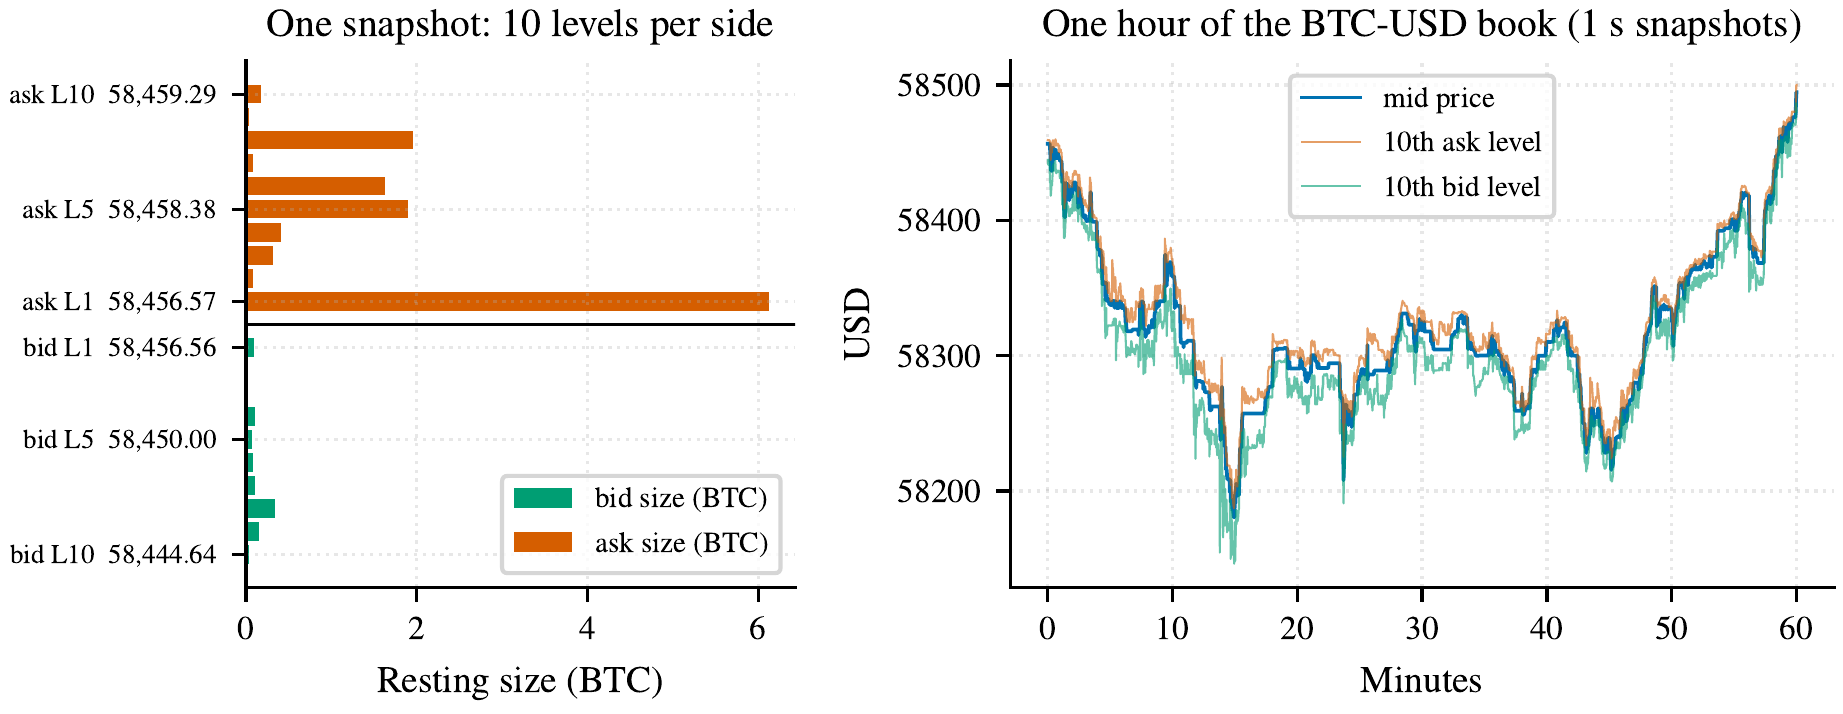 One snapshot: 10 levels per side
ask L10 58,459.29
ask L5 58,458.38
ask L1 58,456.57
bid L1 58,456.56
bid L5 58,450.00
bid L10 58,444.64
bid size (BTC)
ask size (BTC)
0 2 4 6
Resting size (BTC)
One hour of the BTC-USD book (1 s snapshots)
58500
58400
58300
58200
USD
mid price
10th ask level
10th bid level
0 10 20 30 40 50 60
Minutes